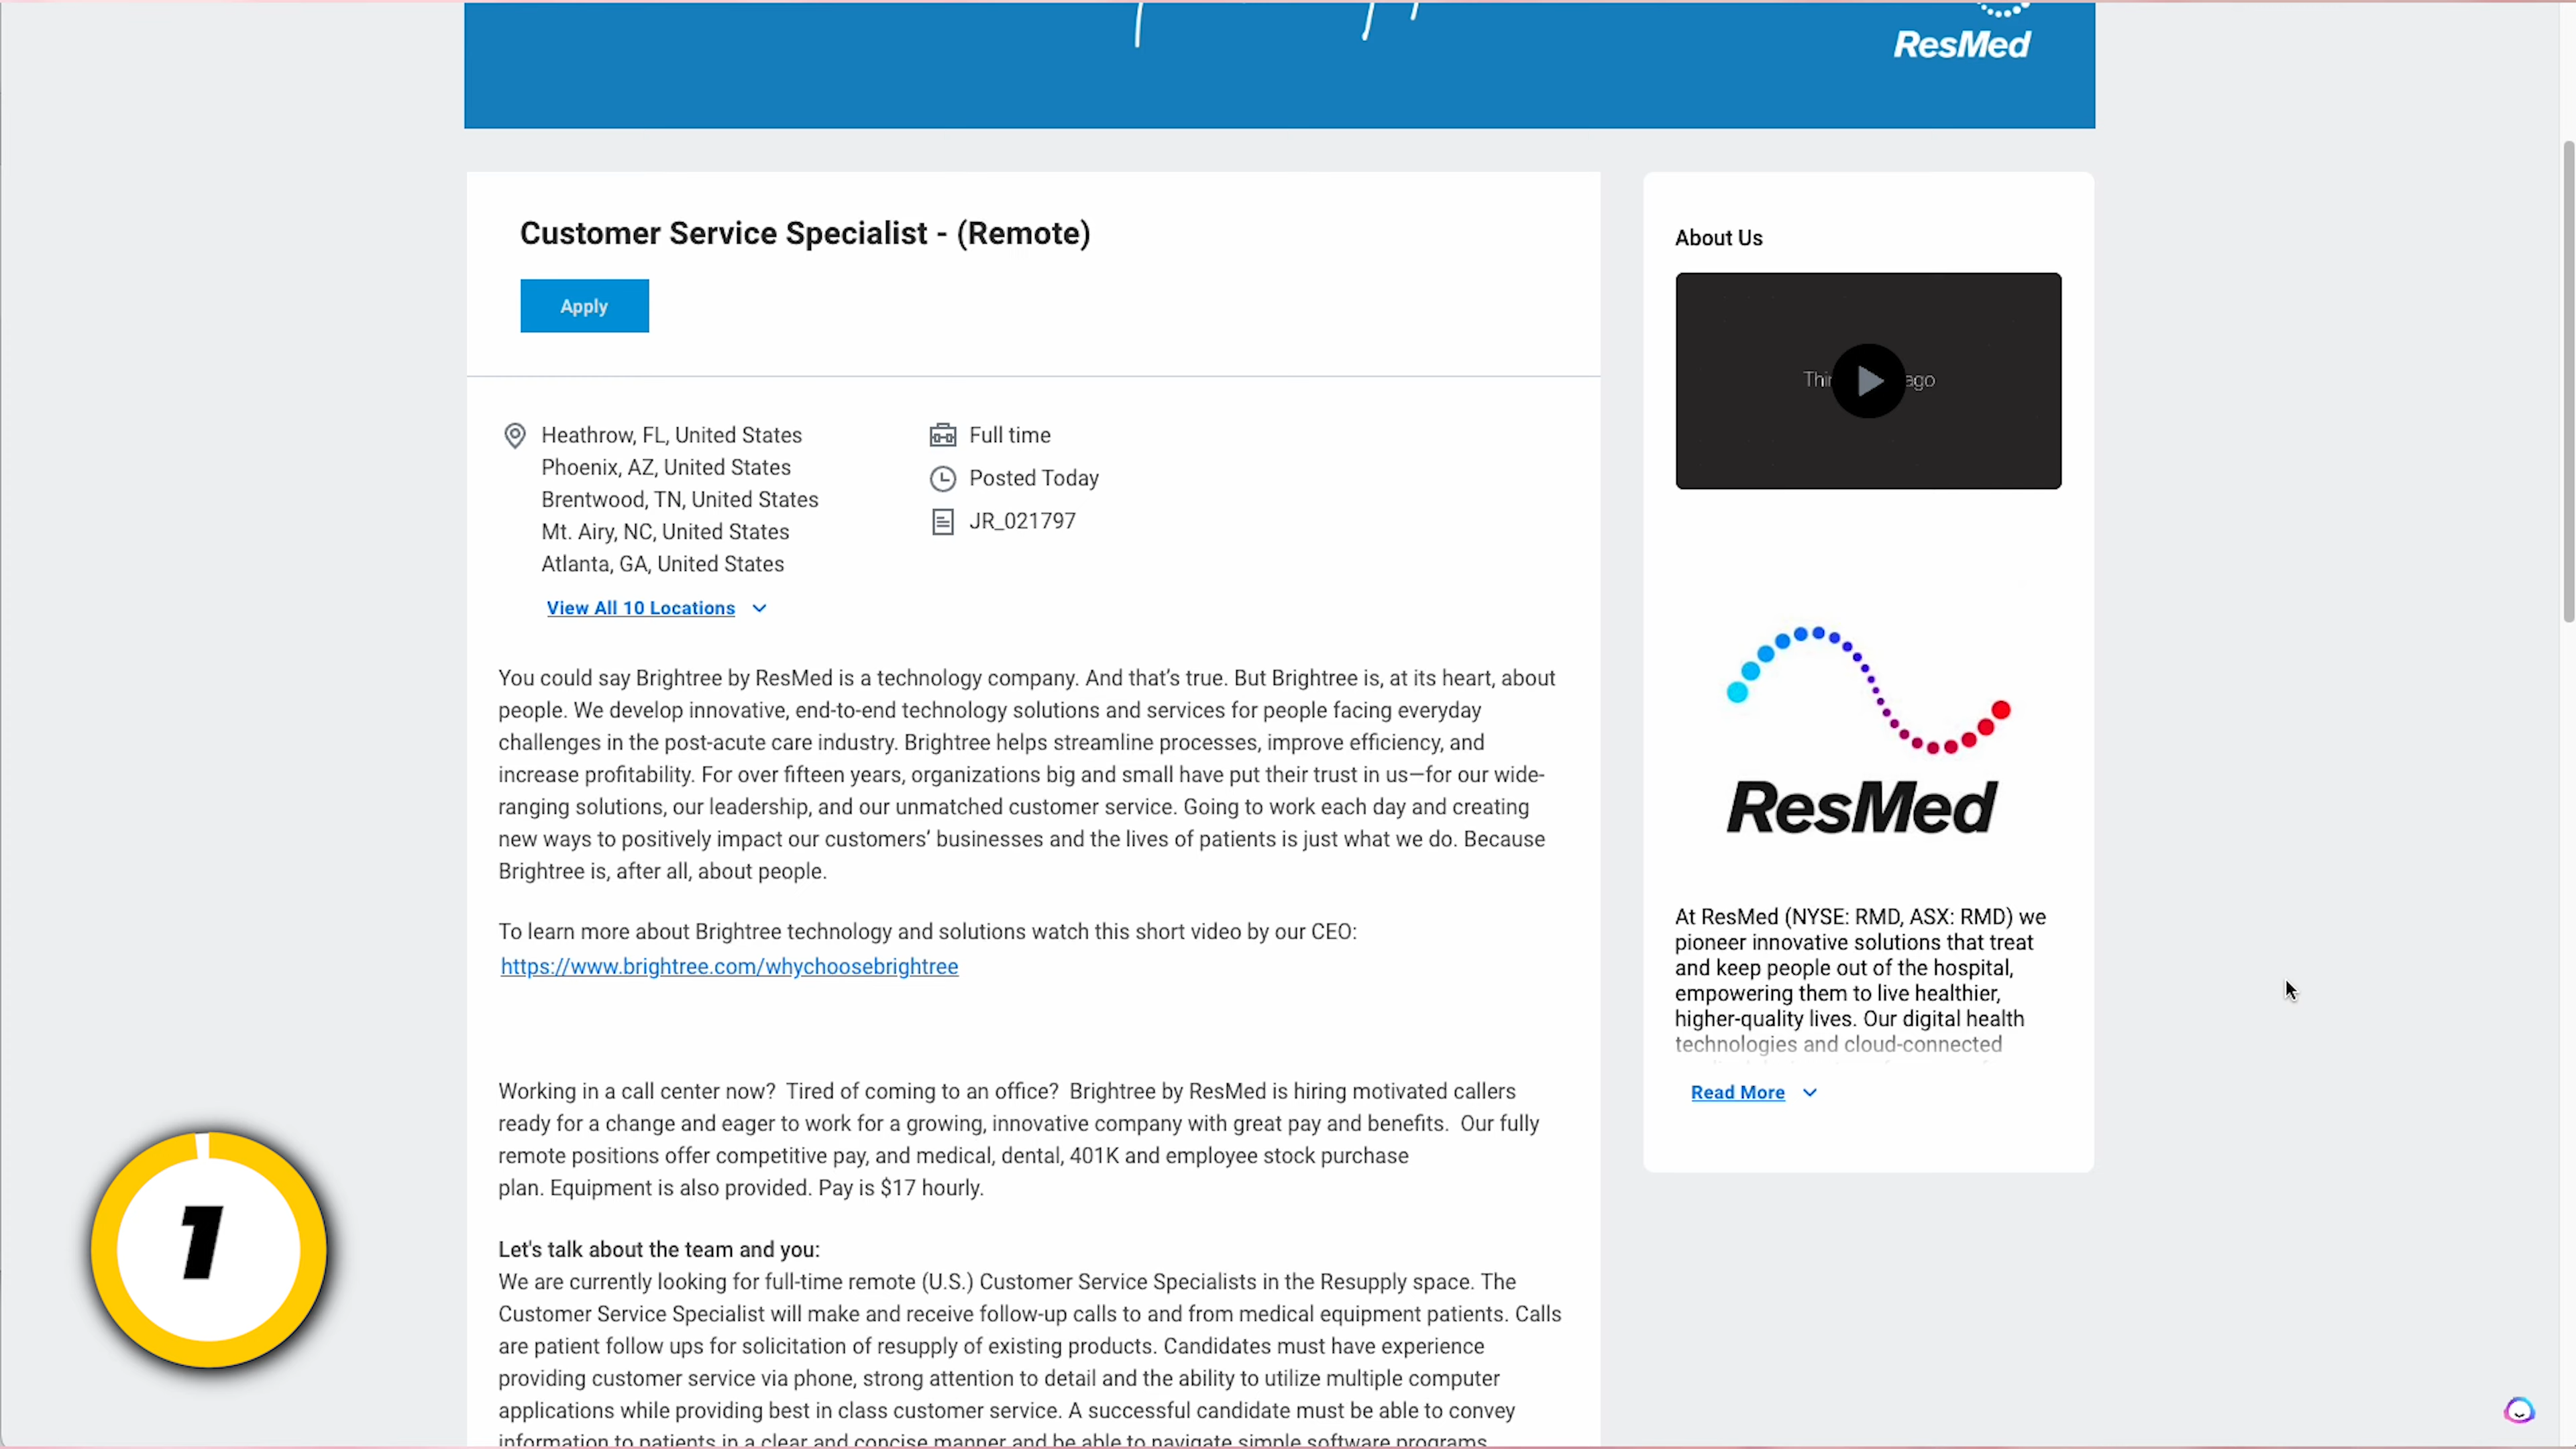 ResMed
Customer Service Specialist - (Remote)
Apply
Heathrow, FL, United States
Phoenix, AZ, United States
Brentwood, TN, United States
Mt. Airy, NC, United States
Atlanta, GA, United States
View All 10 Locations
Full time
Posted Today
JR_021797
You could say Brightree by ResMed is a technology company. And that’s true. But Brightree is, at its heart, about
people. We develop innovative, end-to-end technology solutions and services for people facing everyday
challenges in the post-acute care industry. Brightree helps streamline processes, improve efficiency, and
increase profitability. For over fifteen years, organizations big and small have put their trust in us—for our wide-
ranging solutions, our leadership, and our unmatched customer service. Going to work each day and creating
new ways to positively impact our customers’ businesses and the lives of patients is just what we do. Because
Brightree is, after all, about people.
To learn more about Brightree technology and solutions watch this short video by our CEO:
https://www.brightree.com/whychoosebrightree
Working in a call center now?  Tired of coming to an office?  Brightree by ResMed is hiring motivated callers
ready for a change and eager to work for a growing, innovative company with great pay and benefits.  Our fully
remote positions offer competitive pay, and medical, dental, 401K and employee stock purchase
plan. Equipment is also provided. Pay is $17 hourly.
Let's talk about the team and you:
We are currently looking for full-time remote (U.S.) Customer Service Specialists in the Resupply space. The
Customer Service Specialist will make and receive follow-up calls to and from medical equipment patients. Calls
are patient follow ups for solicitation of resupply of existing products. Candidates must have experience
providing customer service via phone, strong attention to detail and the ability to utilize multiple computer
applications while providing best in class customer service. A successful candidate must be able to convey
information to patients in a clear and concise manner and be able to navigate simple software programs
About Us
ago
ResMed
At ResMed (NYSE: RMD, ASX: RMD) we
pioneer innovative solutions that treat
and keep people out of the hospital,
empowering them to live healthier,
higher-quality lives. Our digital health
technologies and cloud-connected
Read More
1